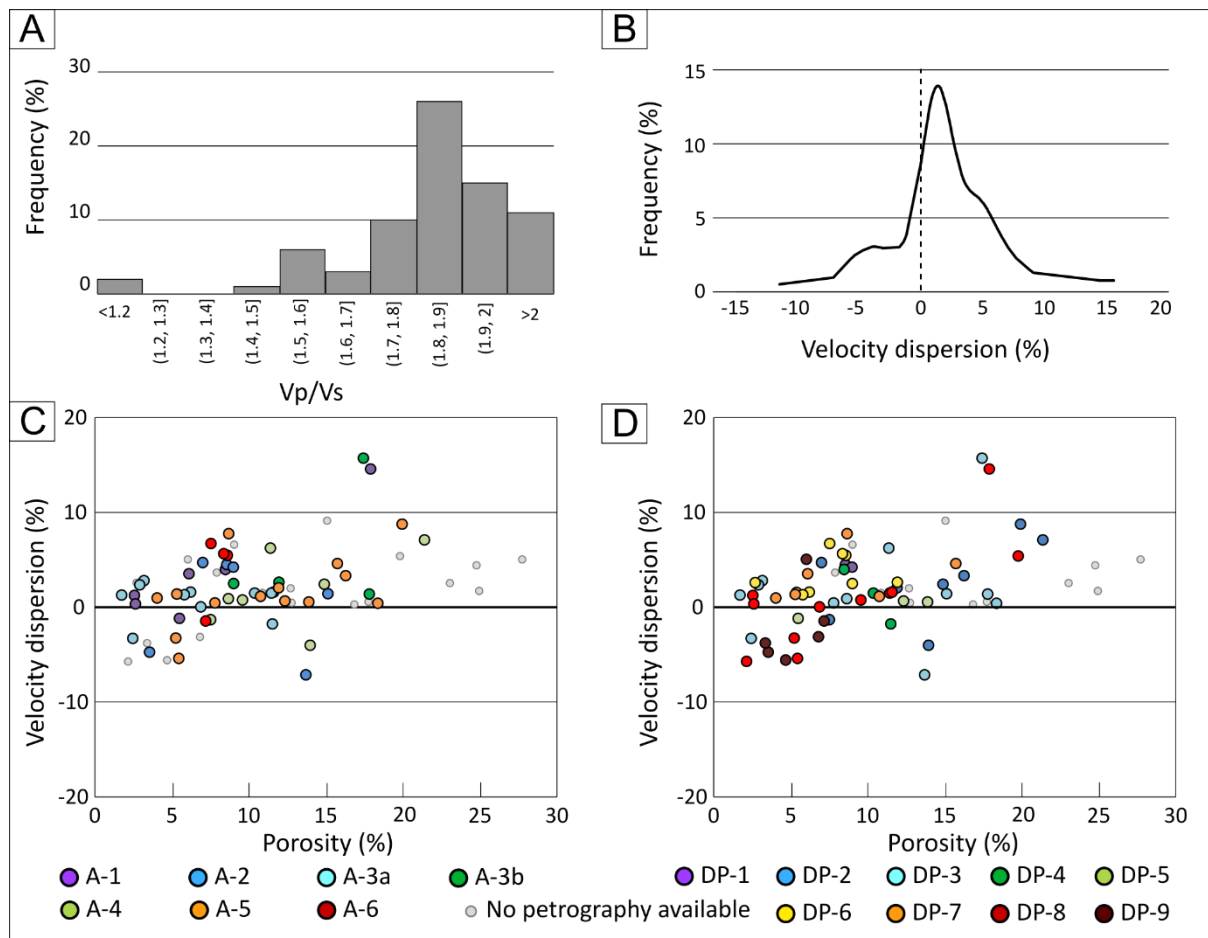 A
Frequency (%)
30
20
10
0
<1.2
(1.2, 1.3]
(1.3, 1.4]
(1.4, 1.5]
(1.5, 1.6]
(1.6, 1.7]
(1.7, 1.8]
(1.8, 1.9]
(1.9, 2]
>2
Vp/Vs
B
Frequency (%)
15
10
5
0
-15 -10 -5 0 5 10 15 20
Velocity dispersion (%)
C
Velocity dispersion (%)
20
10
0
-10
-20
0 5 10 15 20 25 30
Porosity (%)
D
Velocity dispersion (%)
20
10
0
-10
-20
0 5 10 15 20 25 30
Porosity (%)
A-1 A-2 A-3a A-3b
A-4 A-5 A-6 No petrography available
DP-1 DP-2 DP-3 DP-4 DP-5
DP-6 DP-7 DP-8 DP-9